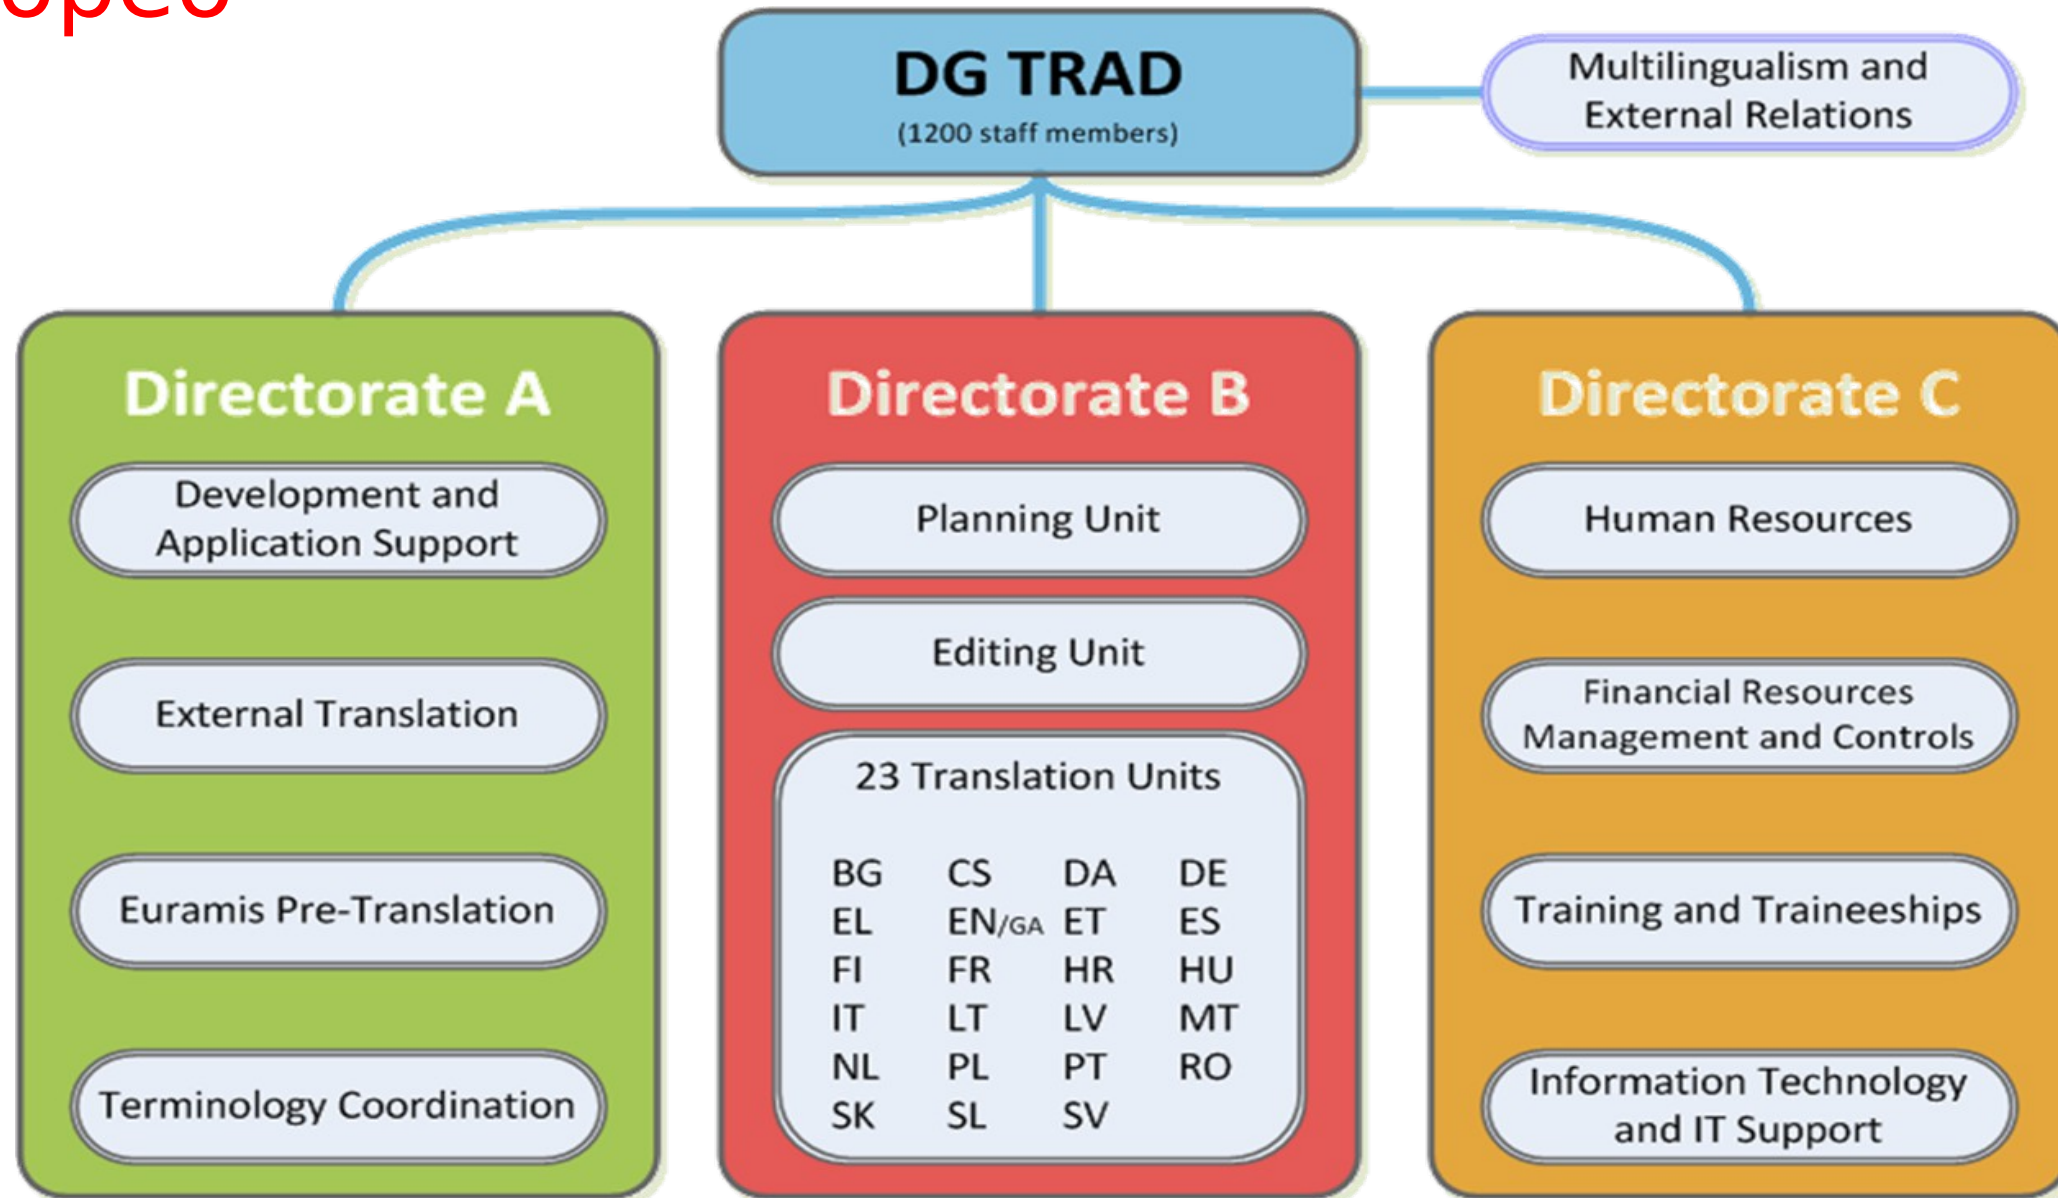 DG TRAD
(1200 staff members)
Multilingualism and
External Relations
Directorate A
Development and
Application Support
External Translation
Euramis Pre-Translation
Terminology Coordination
Directorate B
Planning Unit
Editing Unit
23 Translation Units
BG CS DA DE
EL EN/GA ET ES
FI FR HR HU
IT LT LV MT
NL PL PT RO
SK SL SV
Directorate C
Human Resources
Financial Resources
Management and Controls
Training and Traineeships
Information Technology
and IT Support